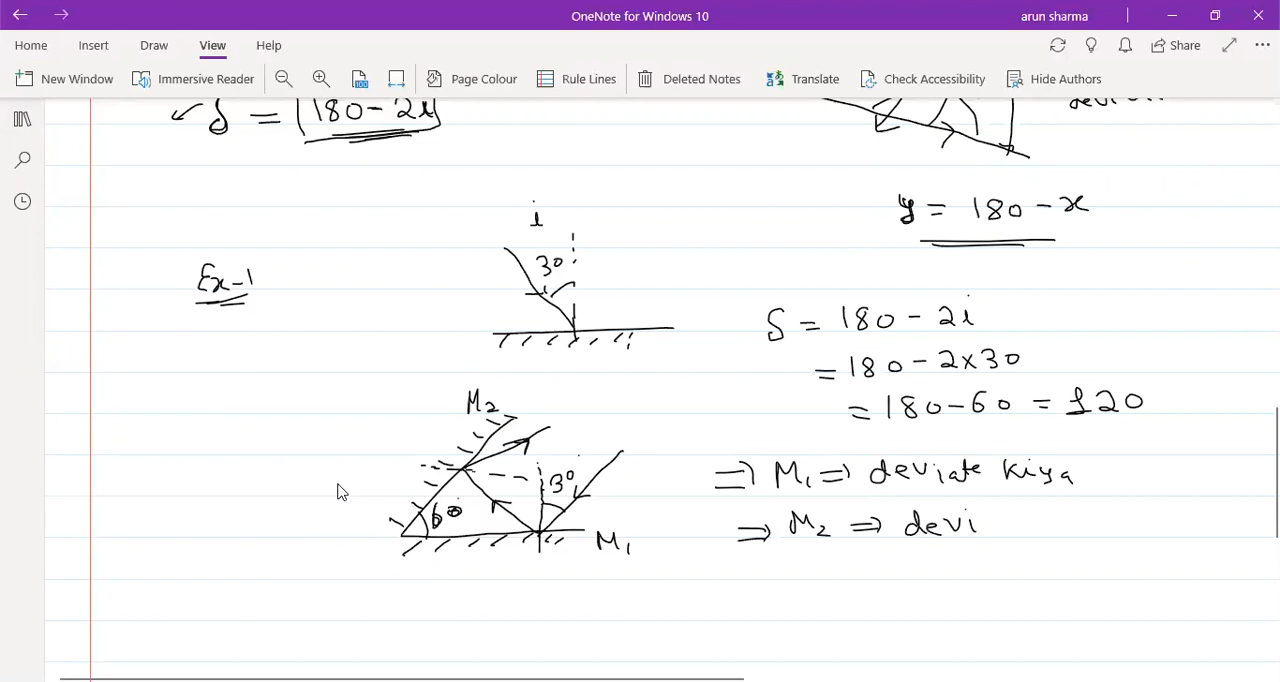 OneNote for Windows 10
arun sharma
Home Insert Draw View Help
Share
New Window Immersive Reader Page Colour Rule Lines Deleted Notes Translate Check Accessibility Hide Authors
δ = 180 - 2i
y = 180 - x
i
30
Ex-1
δ = 180 - 2i
= 180 - 2x30
= 180 - 60 = 120
M2
30
60
M1
⇒ M1 ⇒ deviate kiya
⇒ M2 ⇒ devi